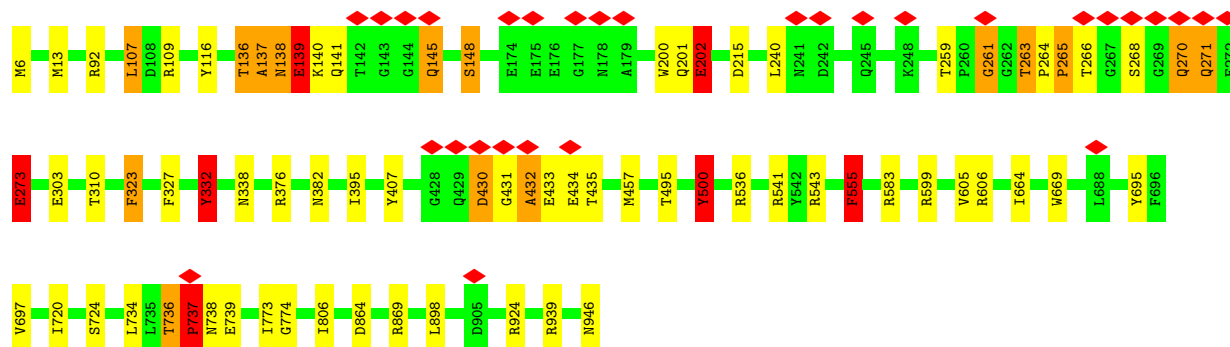 M6 M13 R92 L107 D108 R109 Y116 T136 A137 N138 E139 K140 Q141 T142 G143 G144 Q145 S148 E174 E175 E176 G177 N178 A179 W200 Q201 E202 D215 L240 N241 D242 Q245 K248 T259 P260 G261 G262 T263 P264 P265 T266 G267 S268 G269 Q270 Q271
E273 E303 T310 F323 F327 Y332 N338 R376 N382 I395 Y407 G428 Q429 D430 G431 A432 E433 E434 T435 M457 T495 Y500 R536 R541 Y542 R543 F555 R583 R599 V605 R606 I664 W669 L688 Y695 F696
V697 I720 S724 L734 L735 T736 P737 N738 E739 I773 G774 I806 D864 R869 L898 D905 R924 R939 N946